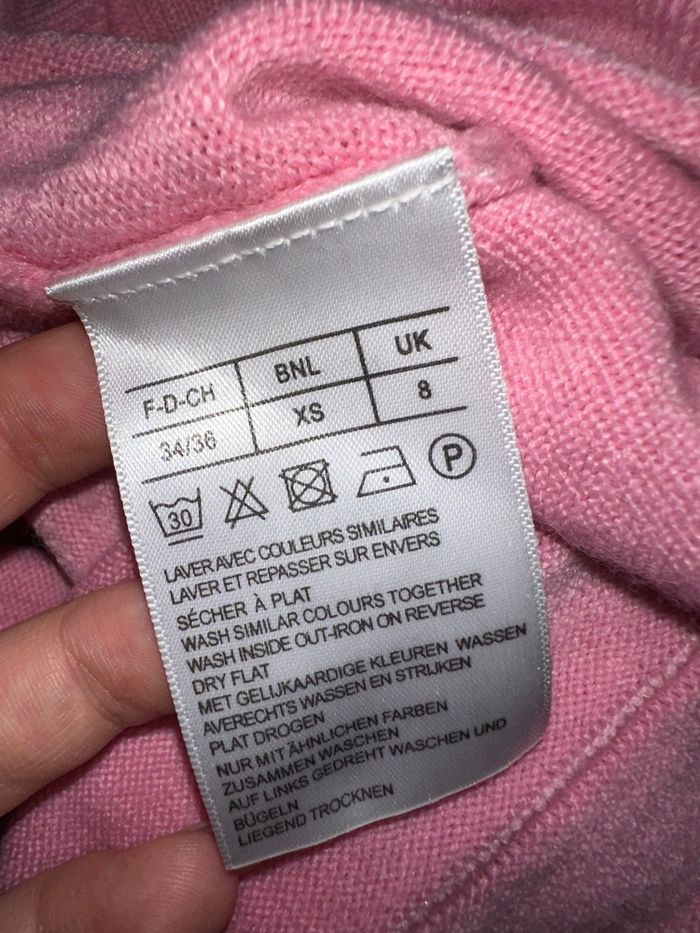 F-D-CH BNL UK
34/36 XS 8
30 P
LAVER AVEC COULEURS SIMILAIRES
LAVER ET REPASSER SUR ENVERS
SÉCHER À PLAT
WASH SIMILAR COLOURS TOGETHER
WASH INSIDE OUT-IRON ON REVERSE
DRY FLAT
MET GELIJKAARDIGE KLEUREN WASSEN
AVERECHTS WASSEN EN STRIJKEN
PLAT DROGEN
NUR MIT ÄHNLICHEN FARBEN
ZUSAMMEN WASCHEN
AUF LINKS GEDREHT WASCHEN UND
BÜGELN
LIEGEND TROCKNEN